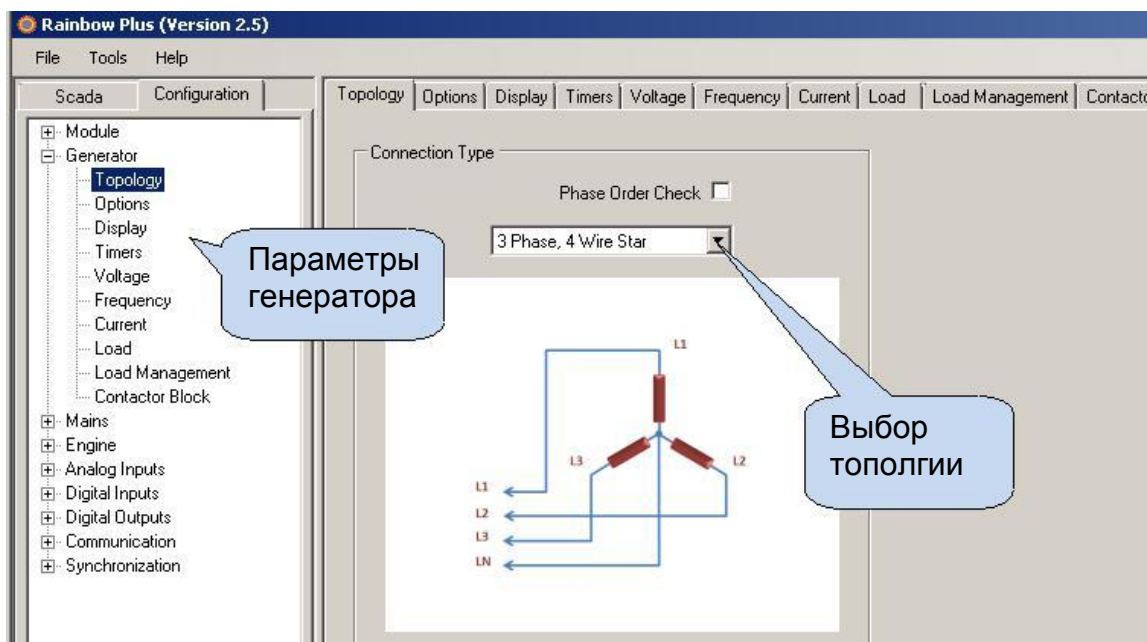 Rainbow Plus (Version 2.5)
File Tools Help
Scada Configuration
Topology Options Display Timers Voltage Frequency Current Load Load Management Contacto
Module
Generator
Topology
Options
Display
Timers
Voltage
Frequency
Current
Load
Load Management
Contactor Block
Mains
Engine
Analog Inputs
Digital Inputs
Digital Outputs
Communication
Synchronization
Параметры
генератора
Connection Type
Phase Order Check
3 Phase, 4 Wire Star
L1
L3
L2
L1
L2
L3
LN
Выбор
тополгии